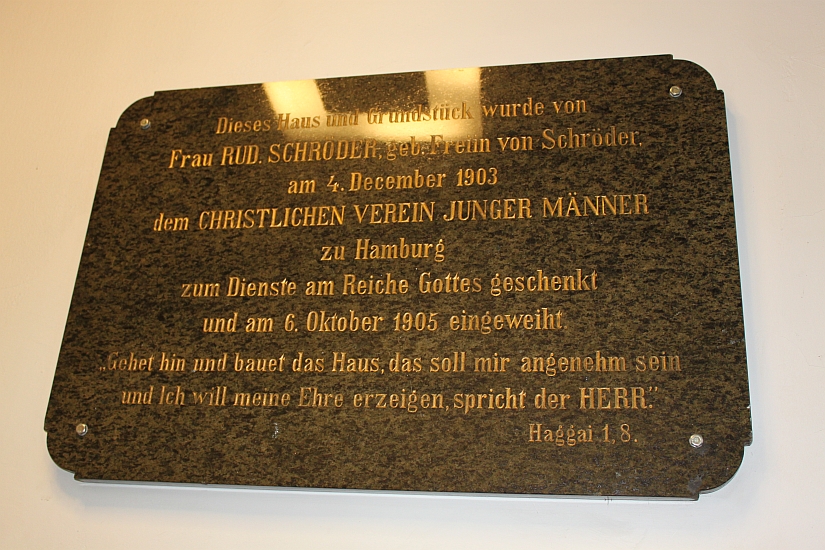 Dieses Haus und Grundstück wurde von
Frau RUD. SCHRÖDER, geb. Freiin von Schröder,
am 4. December 1903
dem CHRISTLICHEN VEREIN JUNGER MÄNNER
zu Hamburg
zum Dienste am Reiche Gottes geschenkt
und am 6. Oktober 1905 eingeweiht.
„Gehet hin und bauet das Haus, das soll mir angenehm sein
und Ich will meine Ehre erzeigen, spricht der HERR.”
Haggai 1, 8.